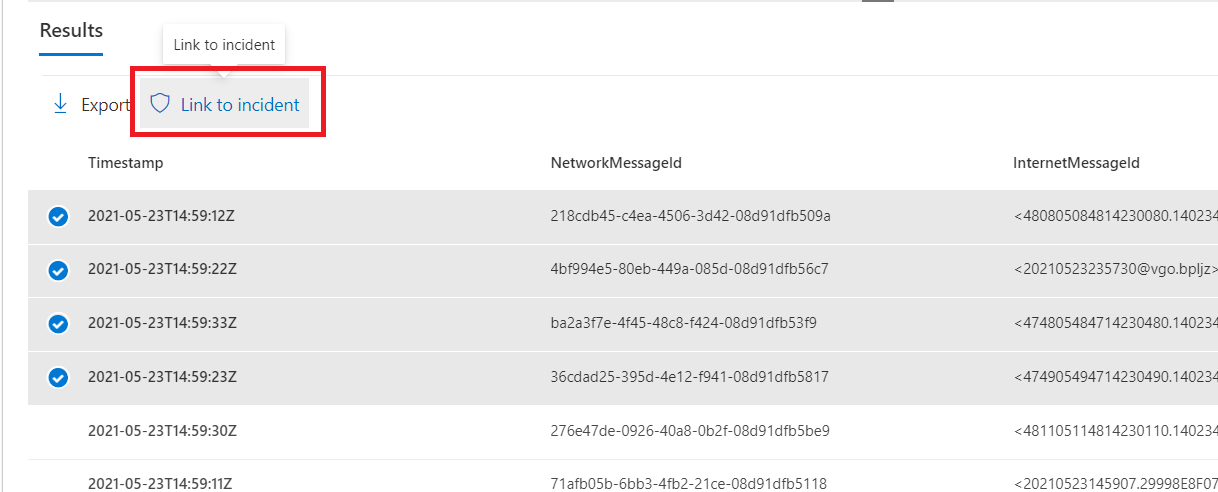 Results
Link to incident
Export Link to incident
Timestamp NetworkMessageId InternetMessageId
2021-05-23T14:59:12Z 218cdb45-c4ea-4506-3d42-08d91dfb509a <480805084814230080.140234
2021-05-23T14:59:22Z 4bf994e5-80eb-449a-085d-08d91dfb56c7 <20210523235730@vgo.bpljz>
2021-05-23T14:59:33Z ba2a3f7e-4f45-48c8-f424-08d91dfb53f9 <474805484714230480.140234
2021-05-23T14:59:23Z 36cdad25-395d-4e12-f941-08d91dfb5817 <474905494714230490.140234
2021-05-23T14:59:30Z 276e47de-0926-40a8-0b2f-08d91dfb5be9 <481105114814230110.140234
2021-05-23T14:59:11Z 71afb05b-6bb3-4fb2-21ce-08d91dfb5118 <20210523145907.29998E8F07